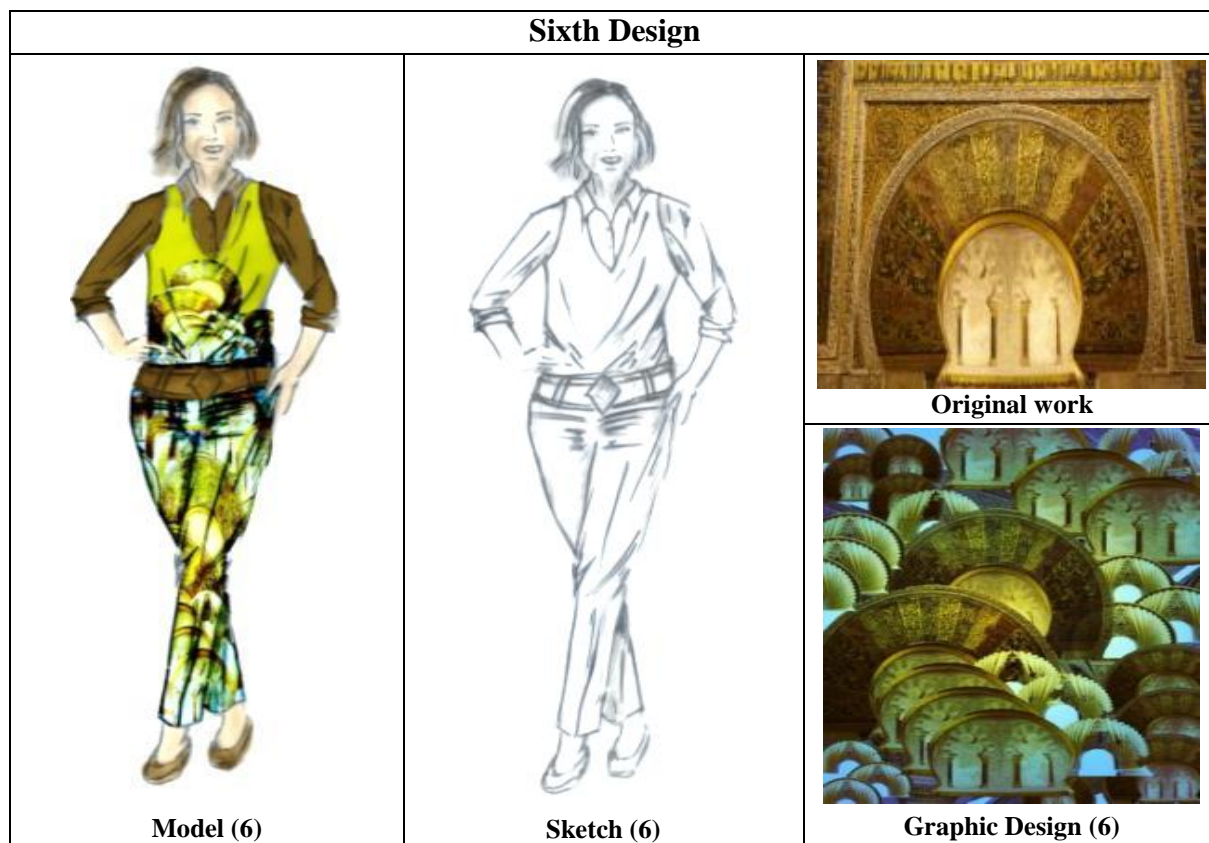 Sixth Design
Original work
Model (6)
Sketch (6)
Graphic Design (6)